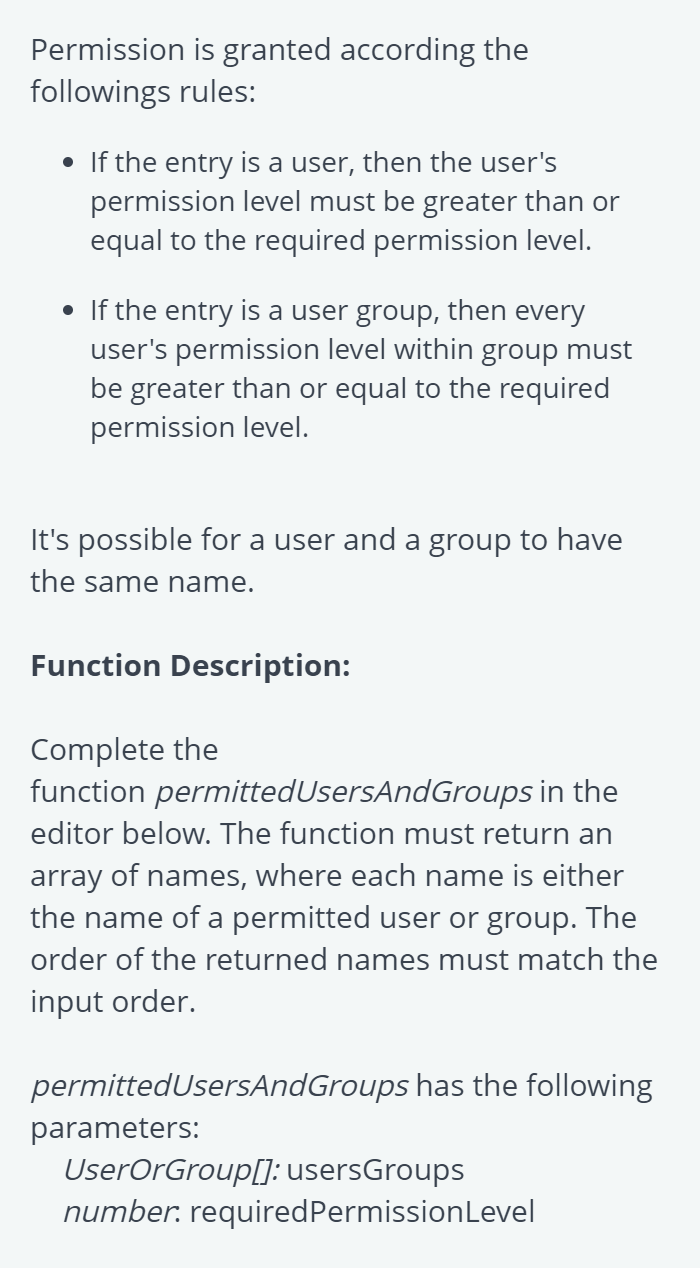 Permission is granted according the
followings rules:
• If the entry is a user, then the user's
permission level must be greater than or
equal to the required permission level.
• If the entry is a user group, then every
user's permission level within group must
be greater than or equal to the required
permission level.
It's possible for a user and a group to have
the same name.
Function Description:
Complete the
function permittedUsersAndGroups in the
editor below. The function must return an
array of names, where each name is either
the name of a permitted user or group. The
order of the returned names must match the
input order.
permittedUsersAndGroups has the following
parameters:
UserOrGroup[]: usersGroups
number: requiredPermissionLevel